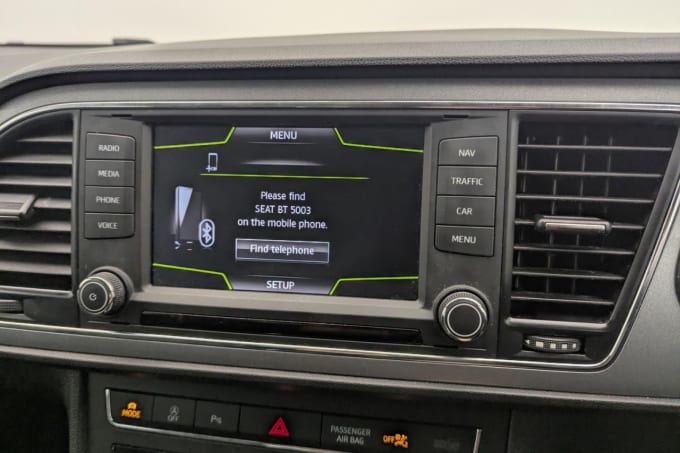 MENU
Please find
SEAT BT 5003
on the mobile phone.
Find telephone
SETUP
RADIO
MEDIA
PHONE
VOICE
NAV
TRAFFIC
CAR
MENU
MODE
A
P
PASSENGER
AIR BAG
OFF